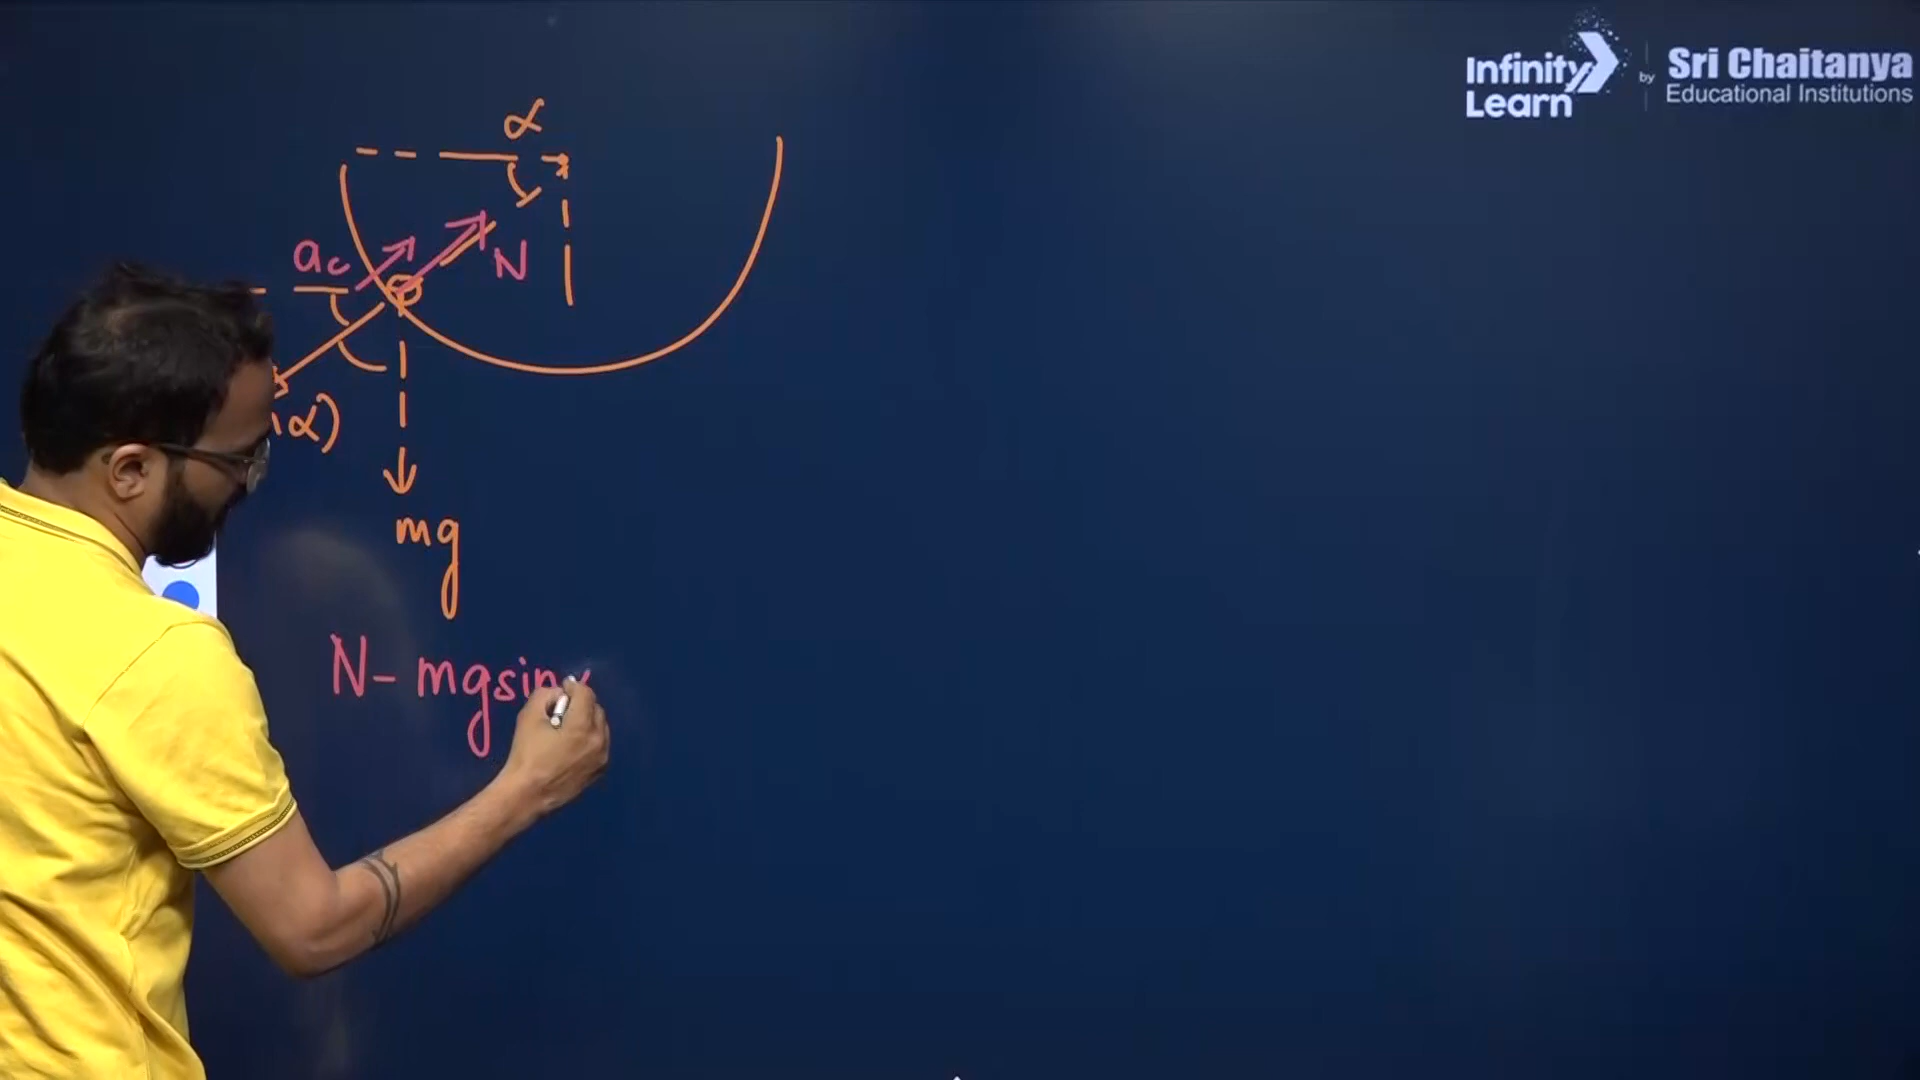 Infinity Learn
by
Sri Chaitanya
Educational Institutions
α
ac
N
α)
mg
N- mgsin